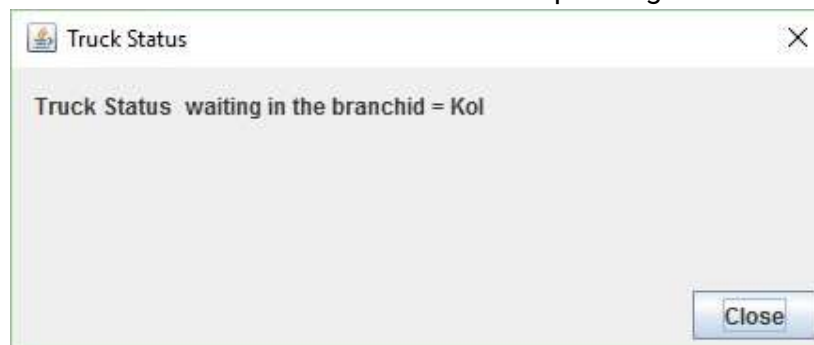 Truck Status
Truck Status  waiting in the branchid = Kol
Close